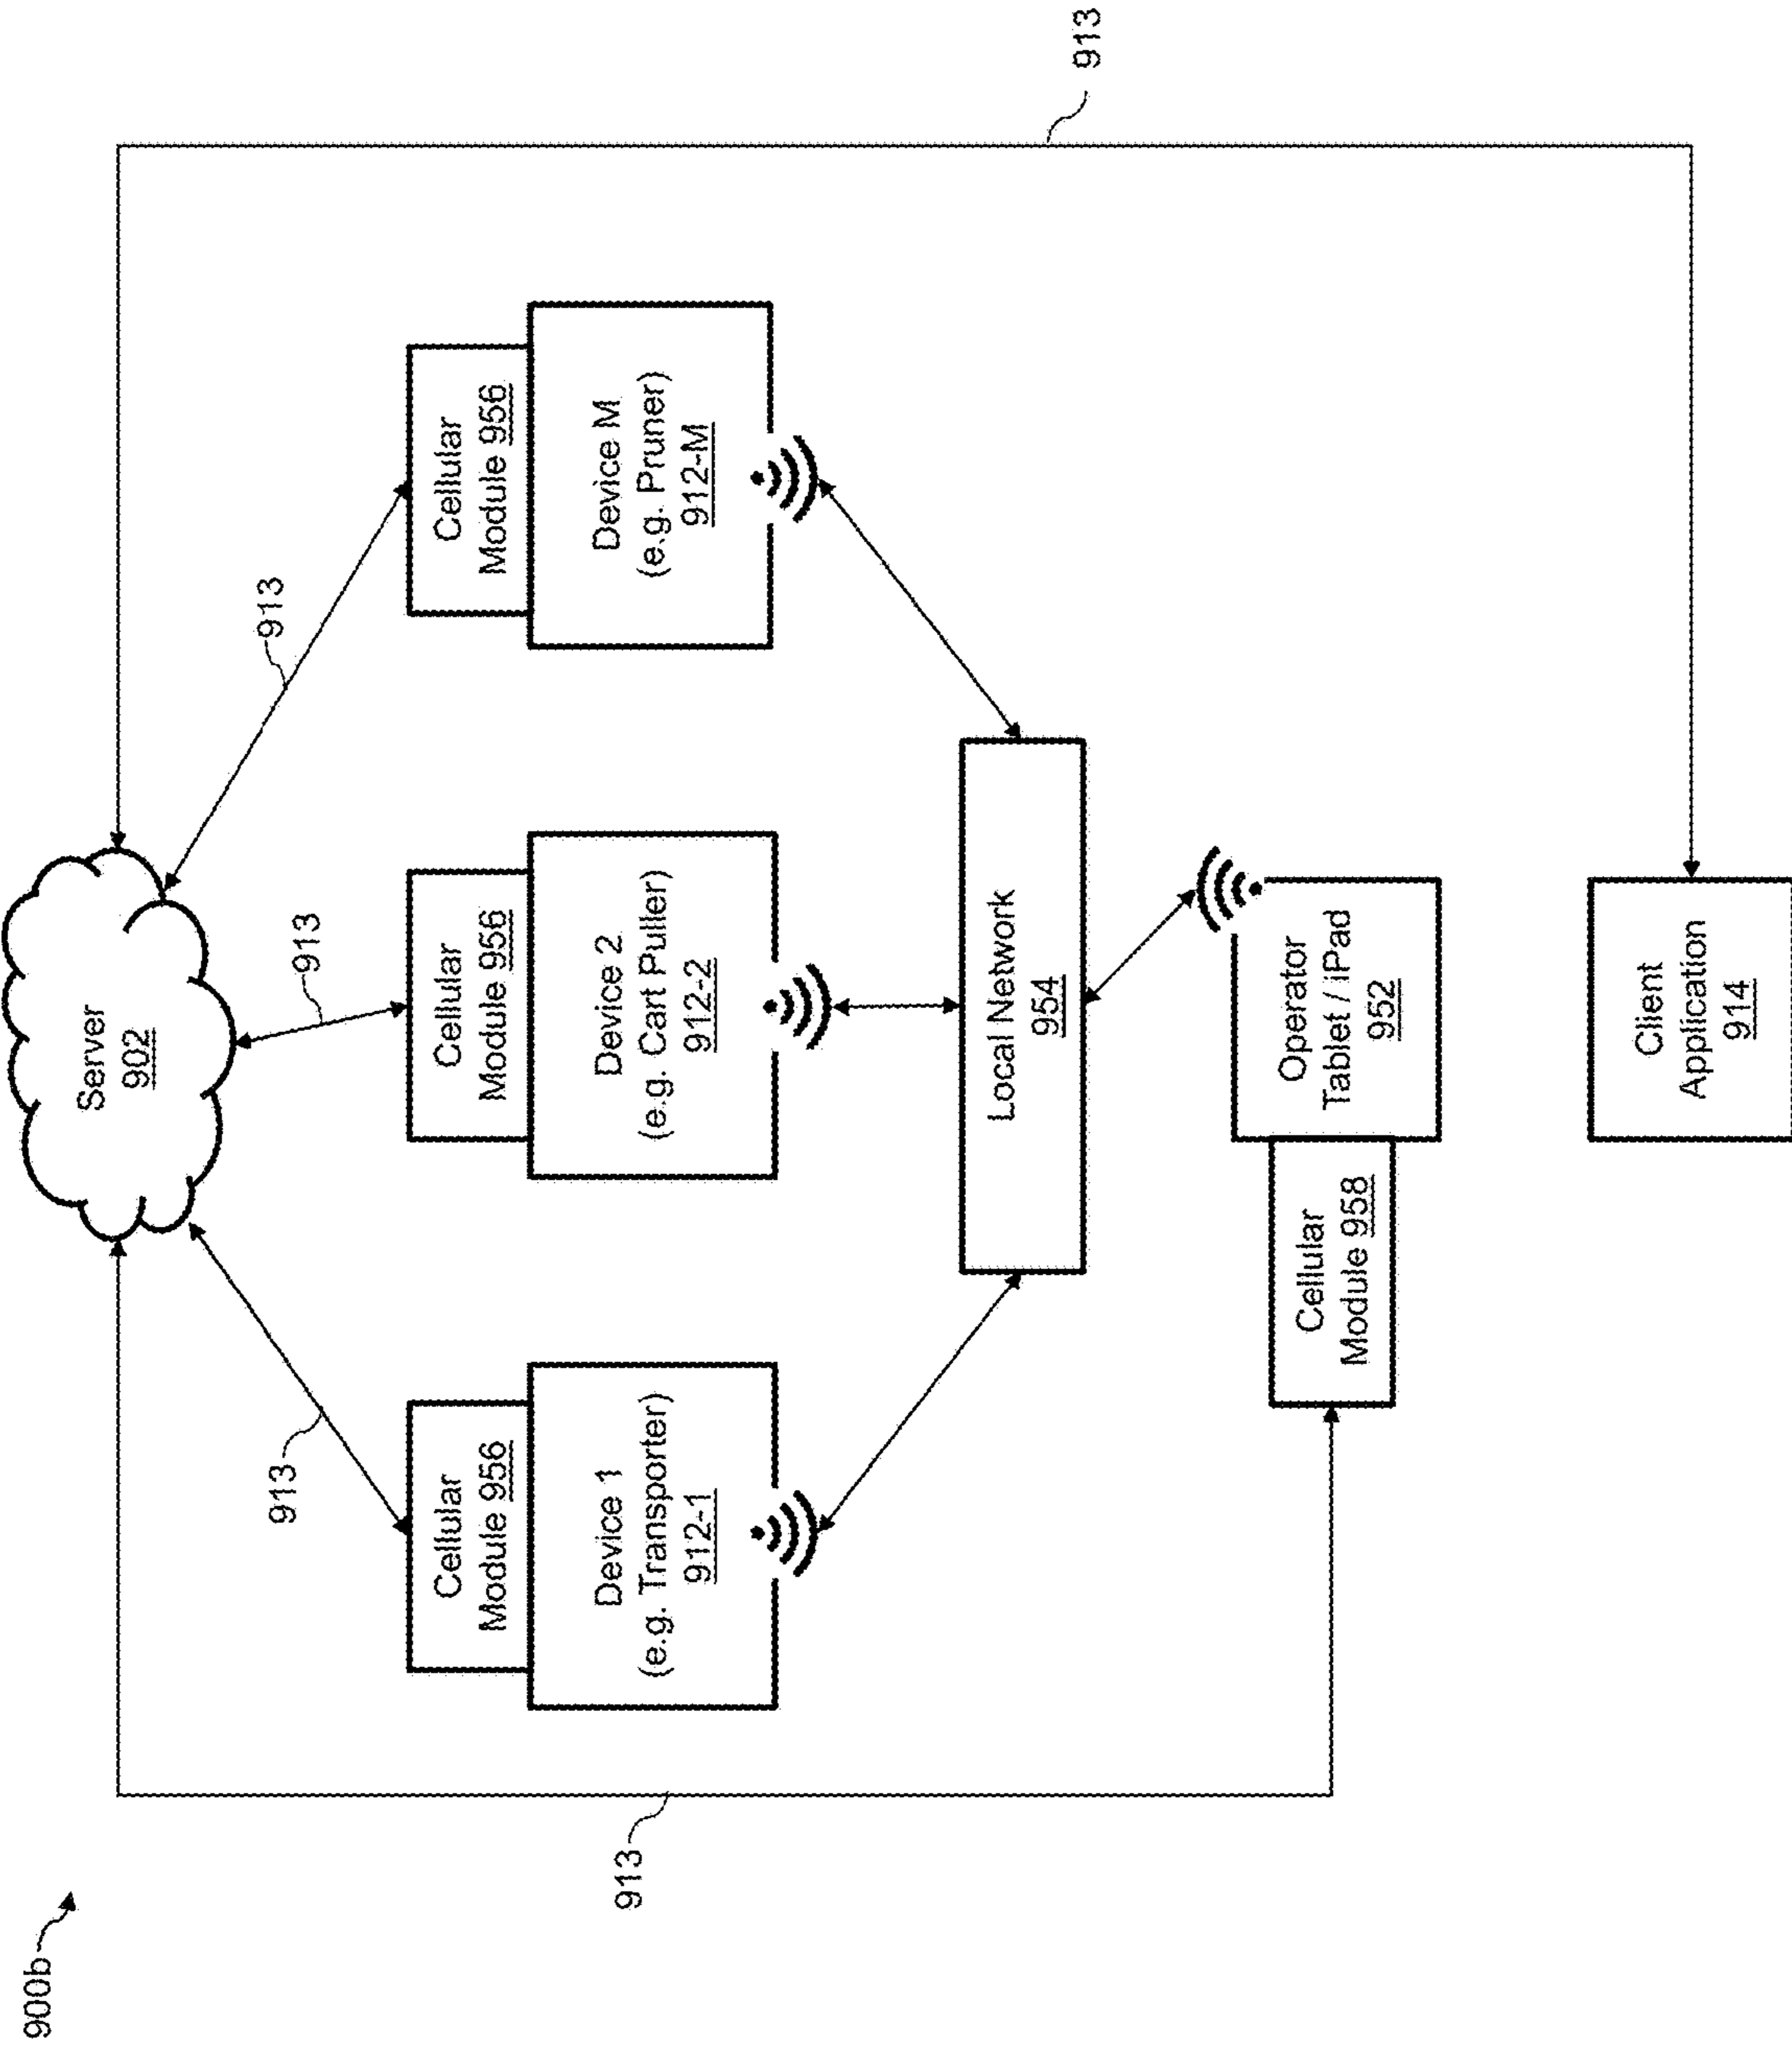 900b
Server
902
913
913
913
913
913
Cellular
Module 956
Device 1
(e.g. Transporter)
912-1
Cellular
Module 956
Device 2
(e.g. Cart Puller)
912-2
Cellular
Module 956
Device M
(e.g. Pruner)
912-M
Local Network
954
Cellular
Module 958
Operator
Tablet / iPad
952
Client
Application
914